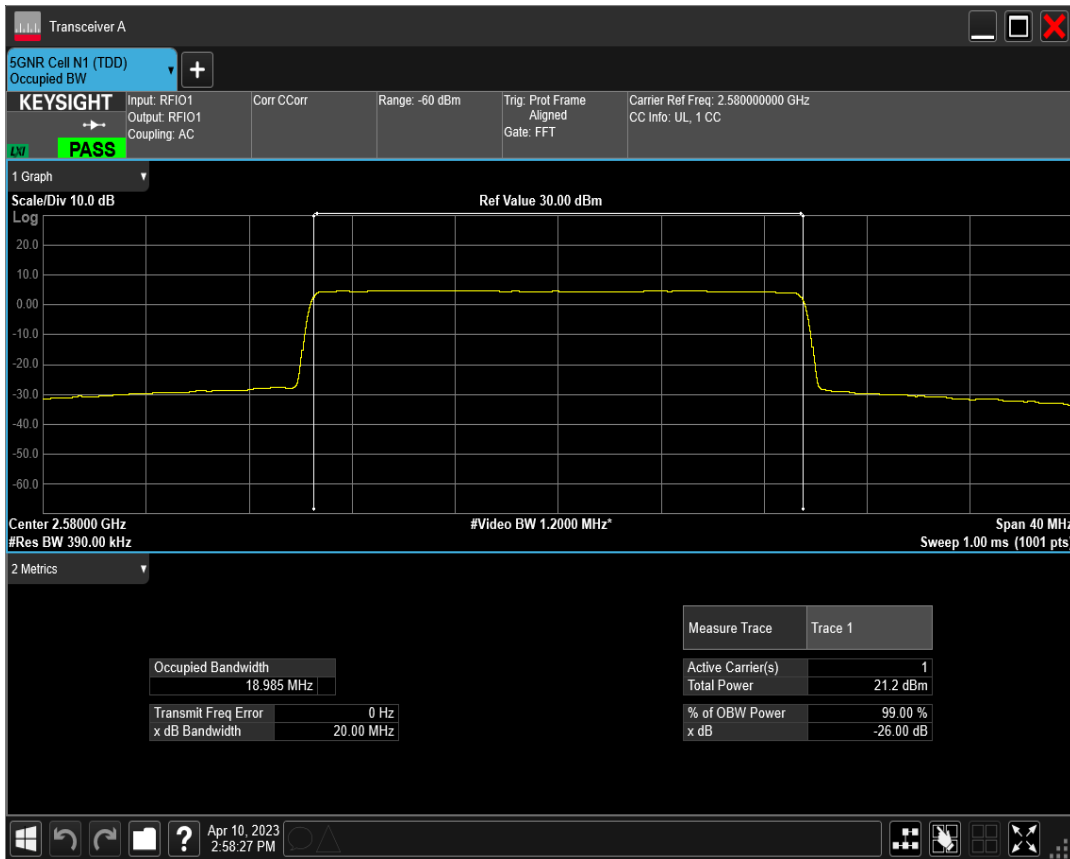 Transceiver A
5GNR Cell N1 (TDD)
Occupied BW
+
KEYSIGHT
LXI
PASS
Input: RFIO1
Output: RFIO1
Coupling: AC
Corr CCorr
Range: -60 dBm
Trig: Prot Frame
Aligned
Gate: FFT
Carrier Ref Freq: 2.580000000 GHz
CC Info: UL, 1 CC
1 Graph
Scale/Div 10.0 dB
Ref Value 30.00 dBm
Log
20.0
10.0
0.00
-10.0
-20.0
-30.0
-40.0
-50.0
-60.0
Center 2.58000 GHz
#Video BW 1.2000 MHz*
Span 40 MHz
#Res BW 390.00 kHz
Sweep 1.00 ms (1001 pts)
2 Metrics
Measure Trace Trace 1
Occupied Bandwidth
18.985 MHz
Active Carrier(s) 1
Total Power 21.2 dBm
Transmit Freq Error 0 Hz
x dB Bandwidth 20.00 MHz
% of OBW Power 99.00 %
x dB -26.00 dB
?
Apr 10, 2023
2:58:27 PM